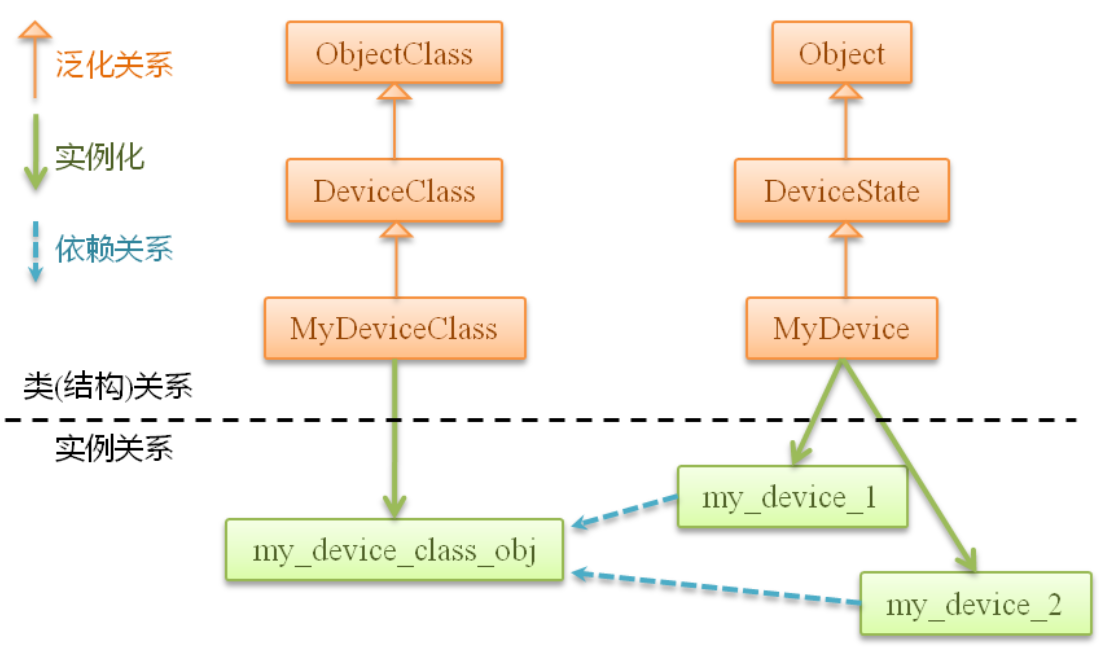 泛化关系
实例化
依赖关系
ObjectClass
Object
DeviceClass
DeviceState
MyDeviceClass
MyDevice
类(结构)关系
实例关系
my_device_1
my_device_class_obj
my_device_2